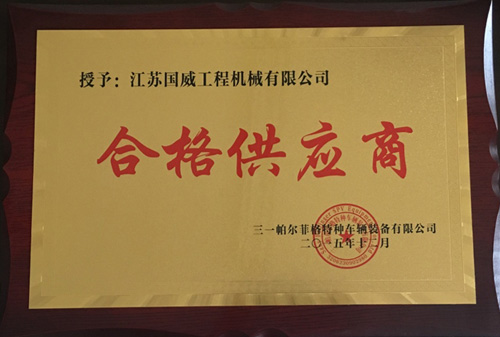 授予：江苏国威工程机械有限公司
合格供应商
三一帕尔菲格特种车辆装备有限公司
二〇一五年十一月